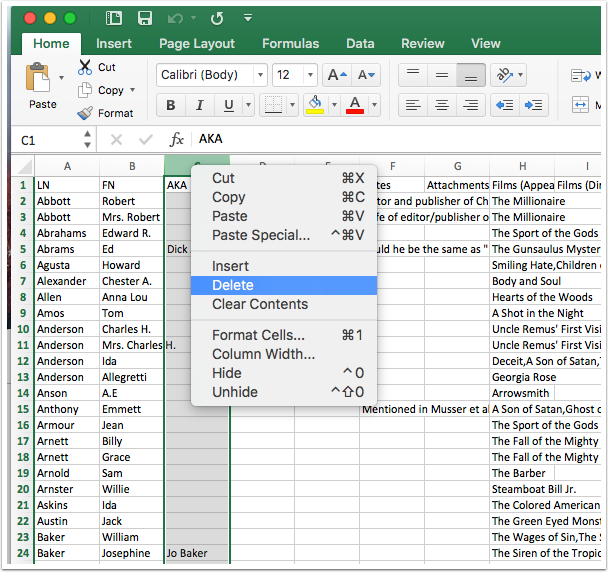 Home Insert Page Layout Formulas Data Review View
Cut
Copy
Format
Paste
Calibri (Body) 12 A A
B I U A
W
M
C1 fx AKA
A B C D E F G H I
1 LN FN AKA Attachments Films (Appea Films (Dir
2 Abbott Robert The Millionaire
3 Abbott Mrs. Robert fe of editor/publisher o The Millionaire
4 Abrahams Edward R. The Sport of the Gods
5 Abrams Ed Dick he be the same as " The Gunsaulus Myster
6 Agusta Howard Smiling Hate,Children
7 Alexander Chester A. Body and Soul
8 Allen Anna Lou Hearts of the Woods
9 Amos Tom A Shot in the Night
10 Anderson Charles H. Uncle Remus' First Visi
11 Anderson Mrs. Charles H. Uncle Remus' First Visi
12 Anderson Ida Deceit,A Son of Satan,
13 Anderson Allegretti Georgia Rose
14 Anson A.E Arrowsmith
15 Anthony Emmett Mentioned in Musser et al A Son of Satan,Ghost o
16 Armour Jean The Sport of the Gods
17 Arnett Billy The Fall of the Mighty
18 Arnett Grace The Fall of the Mighty
19 Arnold Sam The Barber
20 Arnster Willie Steamboat Bill Jr.
21 Askins Ida The Colored American
22 Austin Jack The Green Eyed Monst
23 Baker William The Wages of Sin,The S
24 Baker Josephine Jo Baker The Siren of the Tropic
Cut ⌘X
Copy ⌘C
Paste ⌘V
Paste Special... ^⌘V
Insert
Delete
Clear Contents
Format Cells... ⌘1
Column Width...
Hide ^0
Unhide ^⇧0